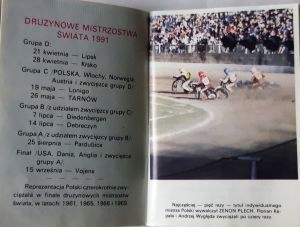 DRUŻYNOWE MISTRZOSTWA
ŚWIATA 1991
Grupa D:
21 kwietnia — Lipsk
28 kwietnia — Krsko
Grupa C /POLSKA, Włochy, Norwegia,
Austria i zwycięzca grupy D/
19 maja — Lonigo
26 maja — TARNÓW
Grupa B /z udziałem zwycięzcy grupy C/
7 lipca — Diedenbergen
14 lipca — Debreczyn
Grupa A /z udziałem zwycięzcy grupy B/
25 sierpnia — Pardubice
Finał /USA, Dania, Anglia i zwycięzca
grupy A/
15 września — Vojens
Reprezentacja Polski czterokrotnie zwy-
ciężała w finale drużynowych mistrzostw
świata, w latach: 1961, 1965, 1966 i 1969.
Najczęściej — pięć razy — tytuł indywidualnego
mistrza Polski wywalczył ZENON PLECH. Florian Ka-
pała i Andrzej Wyglenda zwyciężali po cztery razy.